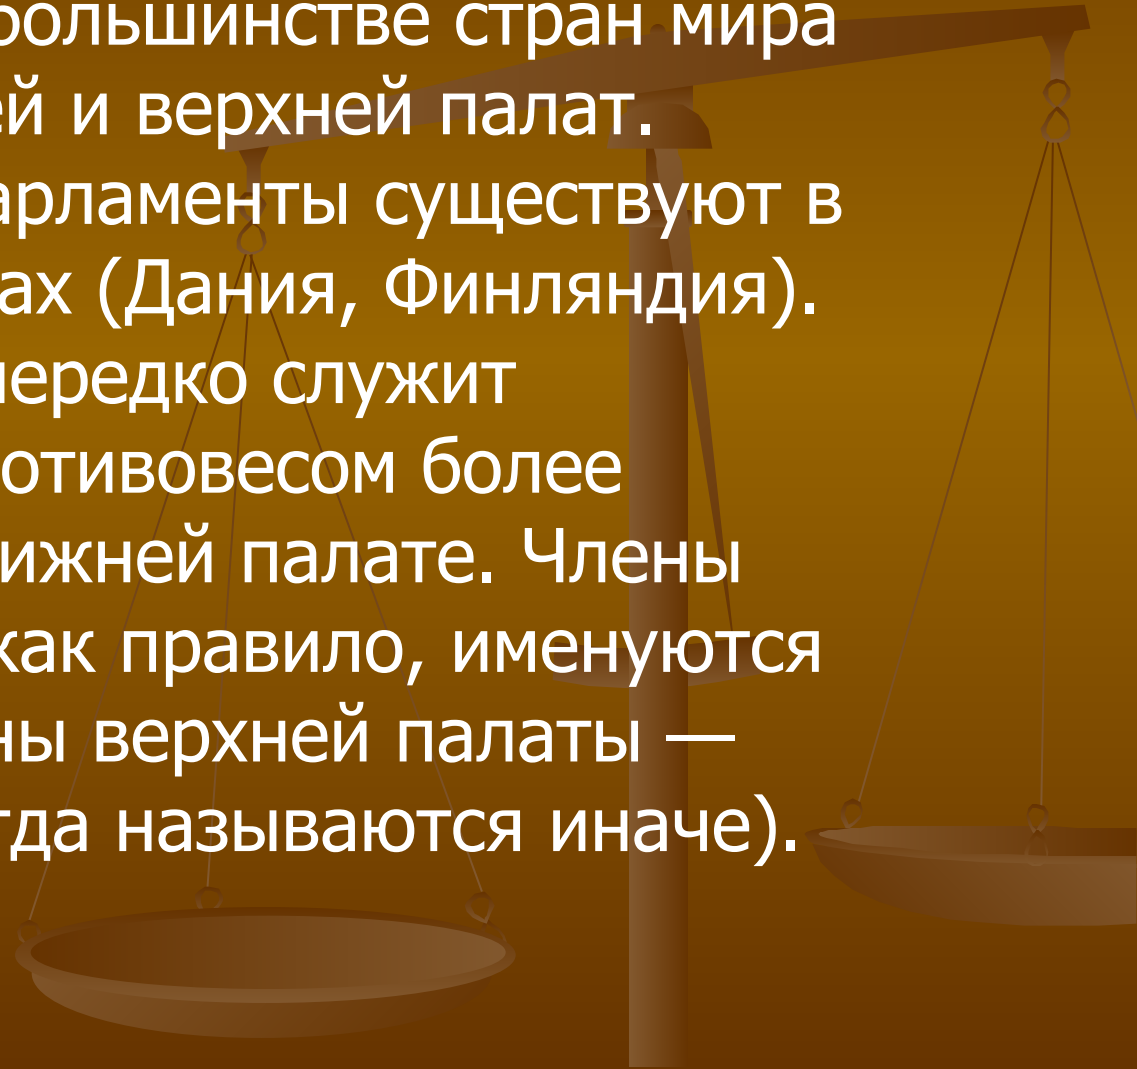 большинстве стран мира
ей и верхней палат.
арламенты существуют в
ах (Дания, Финляндия).
нередко служит
отивовесом более
ижней палате. Члены
как правило, именуются
ны верхней палаты —
гда называются иначе).